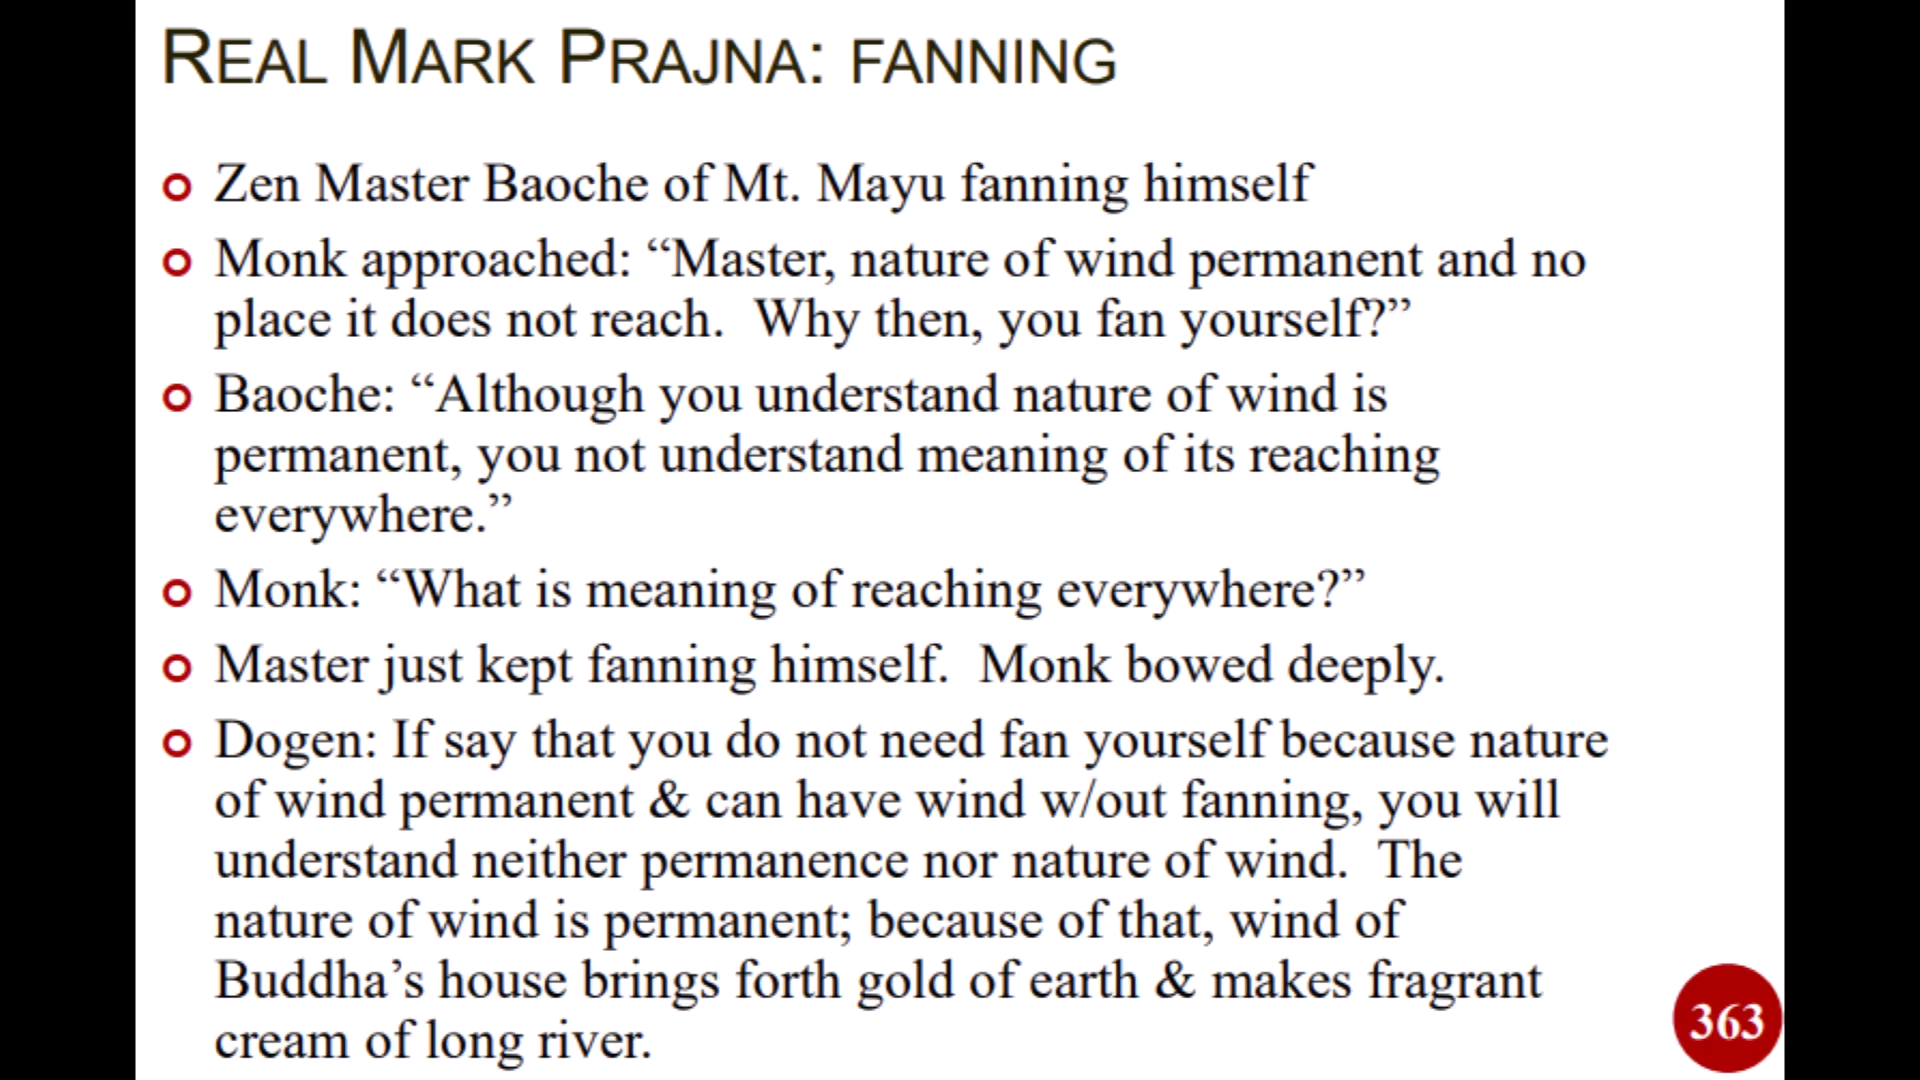 REAL MARK PRAJNA: FANNING
Zen Master Baoche of Mt. Mayu fanning himself
Monk approached: “Master, nature of wind permanent and no
place it does not reach.  Why then, you fan yourself?”
Baoche: “Although you understand nature of wind is
permanent, you not understand meaning of its reaching
everywhere.”
Monk: “What is meaning of reaching everywhere?”
Master just kept fanning himself.  Monk bowed deeply.
Dogen: If say that you do not need fan yourself because nature
of wind permanent & can have wind w/out fanning, you will
understand neither permanence nor nature of wind.  The
nature of wind is permanent; because of that, wind of
Buddha’s house brings forth gold of earth & makes fragrant
cream of long river.
363